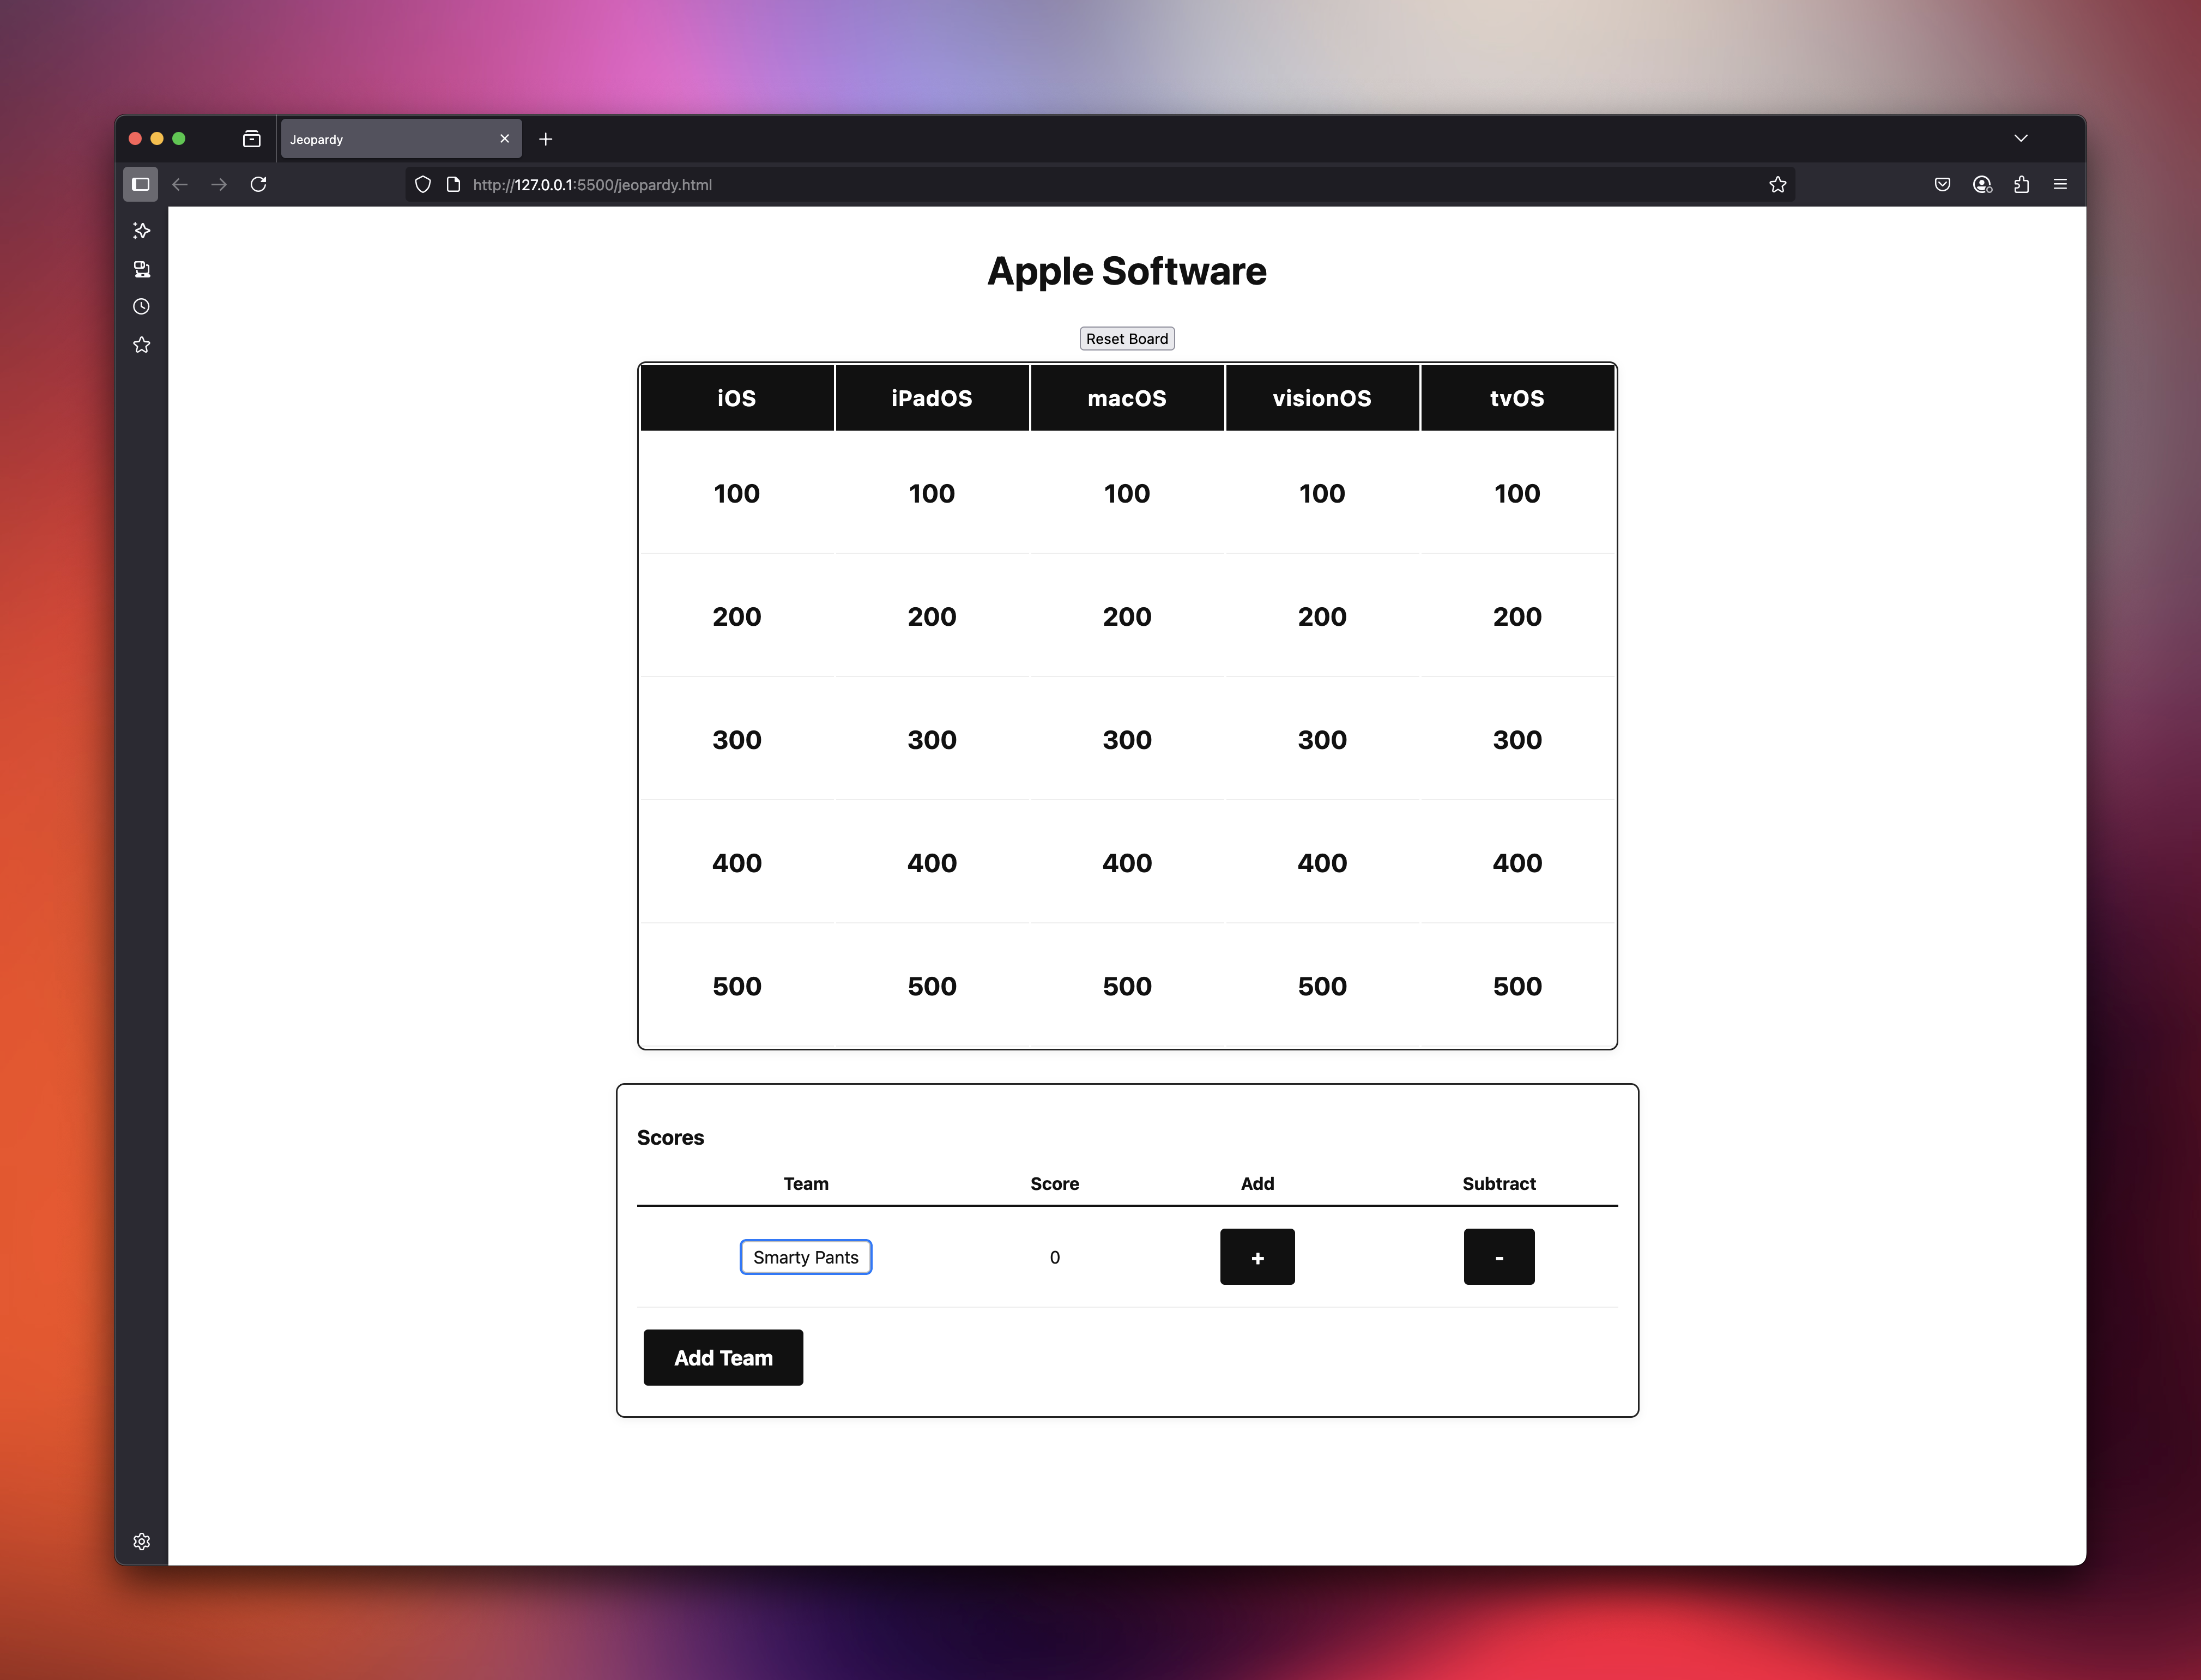 Jeopardy
http://127.0.0.1:5500/jeopardy.html
Apple Software
Reset Board
iOS iPadOS macOS visionOS tvOS
100 100 100 100 100
200 200 200 200 200
300 300 300 300 300
400 400 400 400 400
500 500 500 500 500
Scores
Team Score Add Subtract
Smarty Pants 0 + -
Add Team